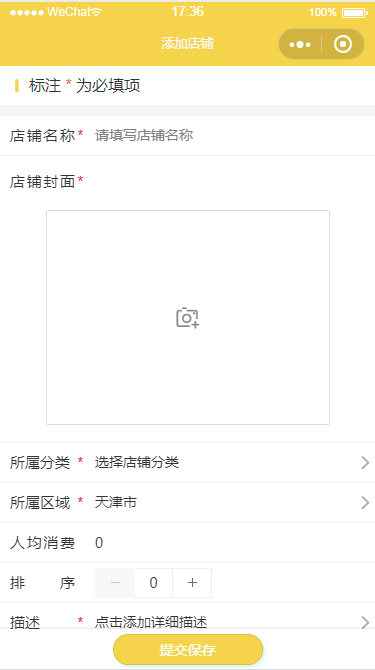 ●●●●● WeChat 17:36 100%
添加店铺
标注 * 为必填项
店铺名称* 请填写店铺名称
店铺封面*
所属分类 * 选择店铺分类
所属区域 * 天津市
人均消费 0
排 序 − 0 +
描述 * 点击添加详细描述
提交保存